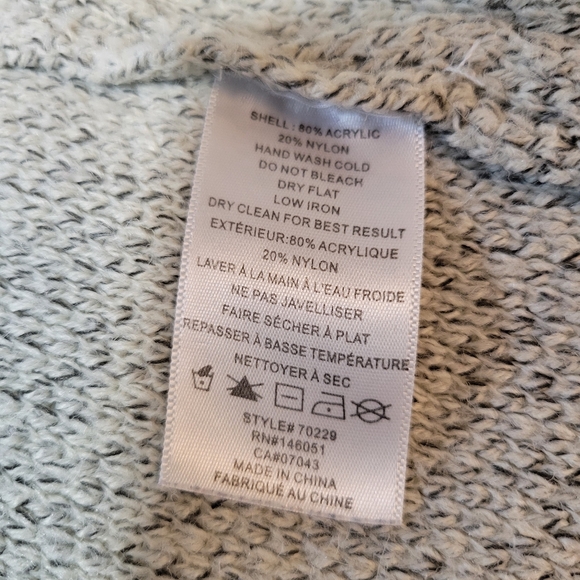 SHELL : 80% ACRYLIC
20% NYLON
HAND WASH COLD
DO NOT BLEACH
DRY FLAT
LOW IRON
DRY CLEAN FOR BEST RESULT
EXTÉRIEUR:80% ACRYLIQUE
20% NYLON
LAVER À LA MAIN À L'EAU FROIDE
NE PAS JAVELLISER
FAIRE SÉCHER À PLAT
REPASSER À BASSE TEMPÉRATURE
NETTOYER À SEC
STYLE# 70229
RN#146051
CA#07043
MADE IN CHINA
FABRIQUÉ AU CHINE